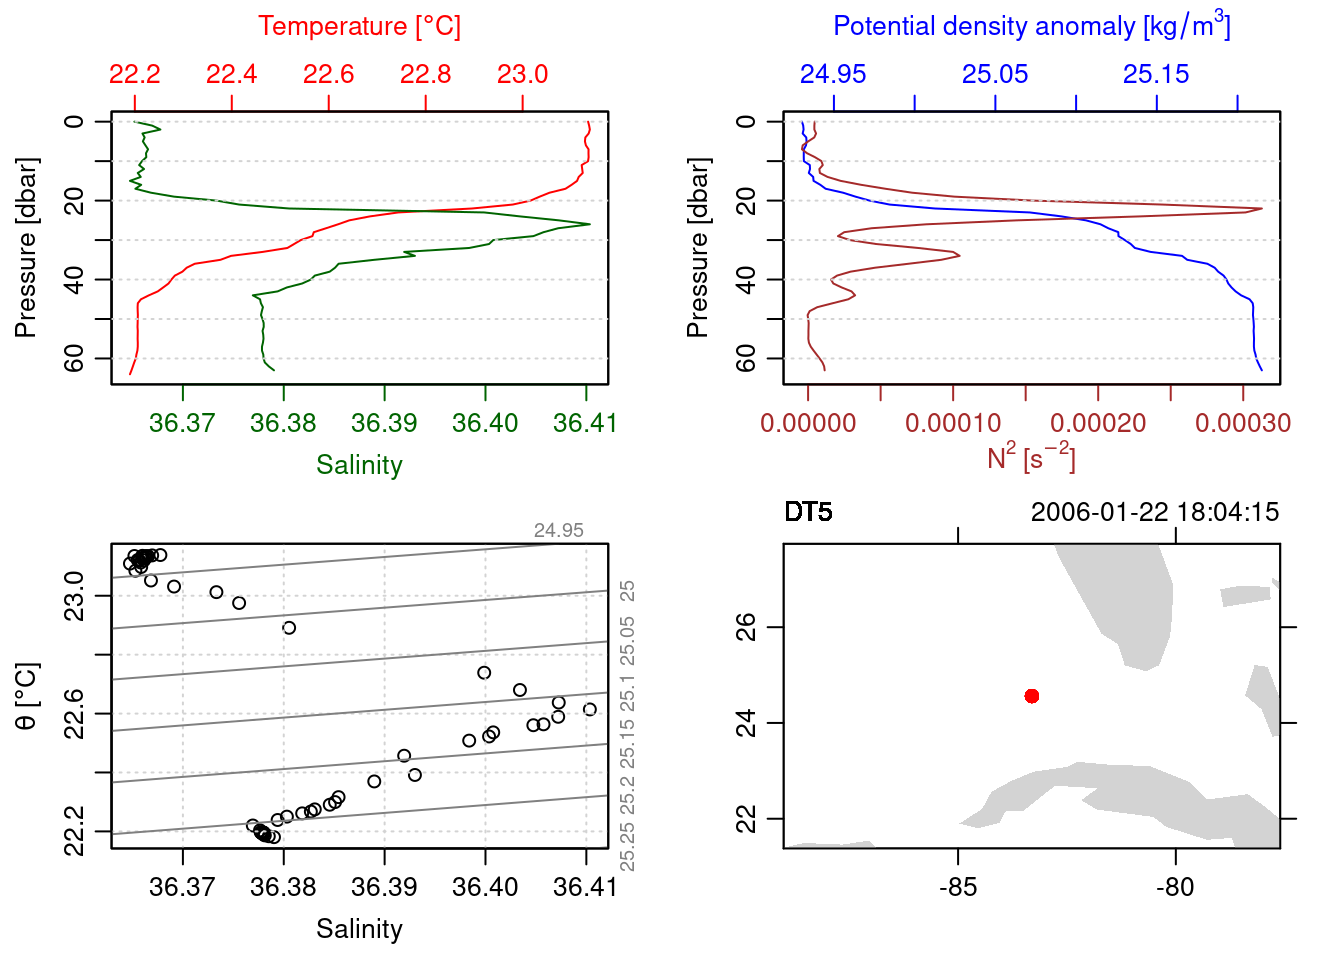 Temperature [°C]
22.2 22.4 22.6 22.8 23.0
Pressure [dbar]
0 20 40 60
36.37 36.38 36.39 36.40 36.41
Salinity
Potential density anomaly [kg/m³]
24.95 25.05 25.15
Pressure [dbar]
0 20 40 60
0.00000 0.00010 0.00020 0.00030
N² [s⁻²]
24.95
25 25.05 25.1 25.15 25.2 25.25
θ [°C]
23.0 22.6 22.2
36.37 36.38 36.39 36.40 36.41
Salinity
DT5 2006-01-22 18:04:15
26 24 22
-85 -80